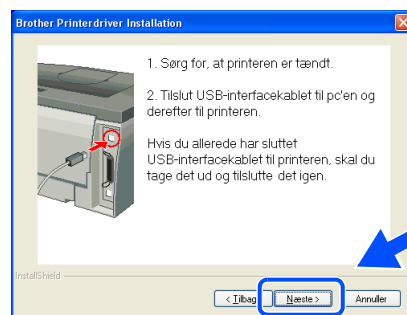 Brother Printerdriver Installation
1. Sørg for, at printeren er tændt.
2. Tilslut USB-interfacekablet til pc'en og
derefter til printeren.
Hvis du allerede har sluttet
USB-interfacekablet til printeren, skal du
tage det ud og tilslutte det igen.
InstallShield
< Tilbag
Næste >
Annuller